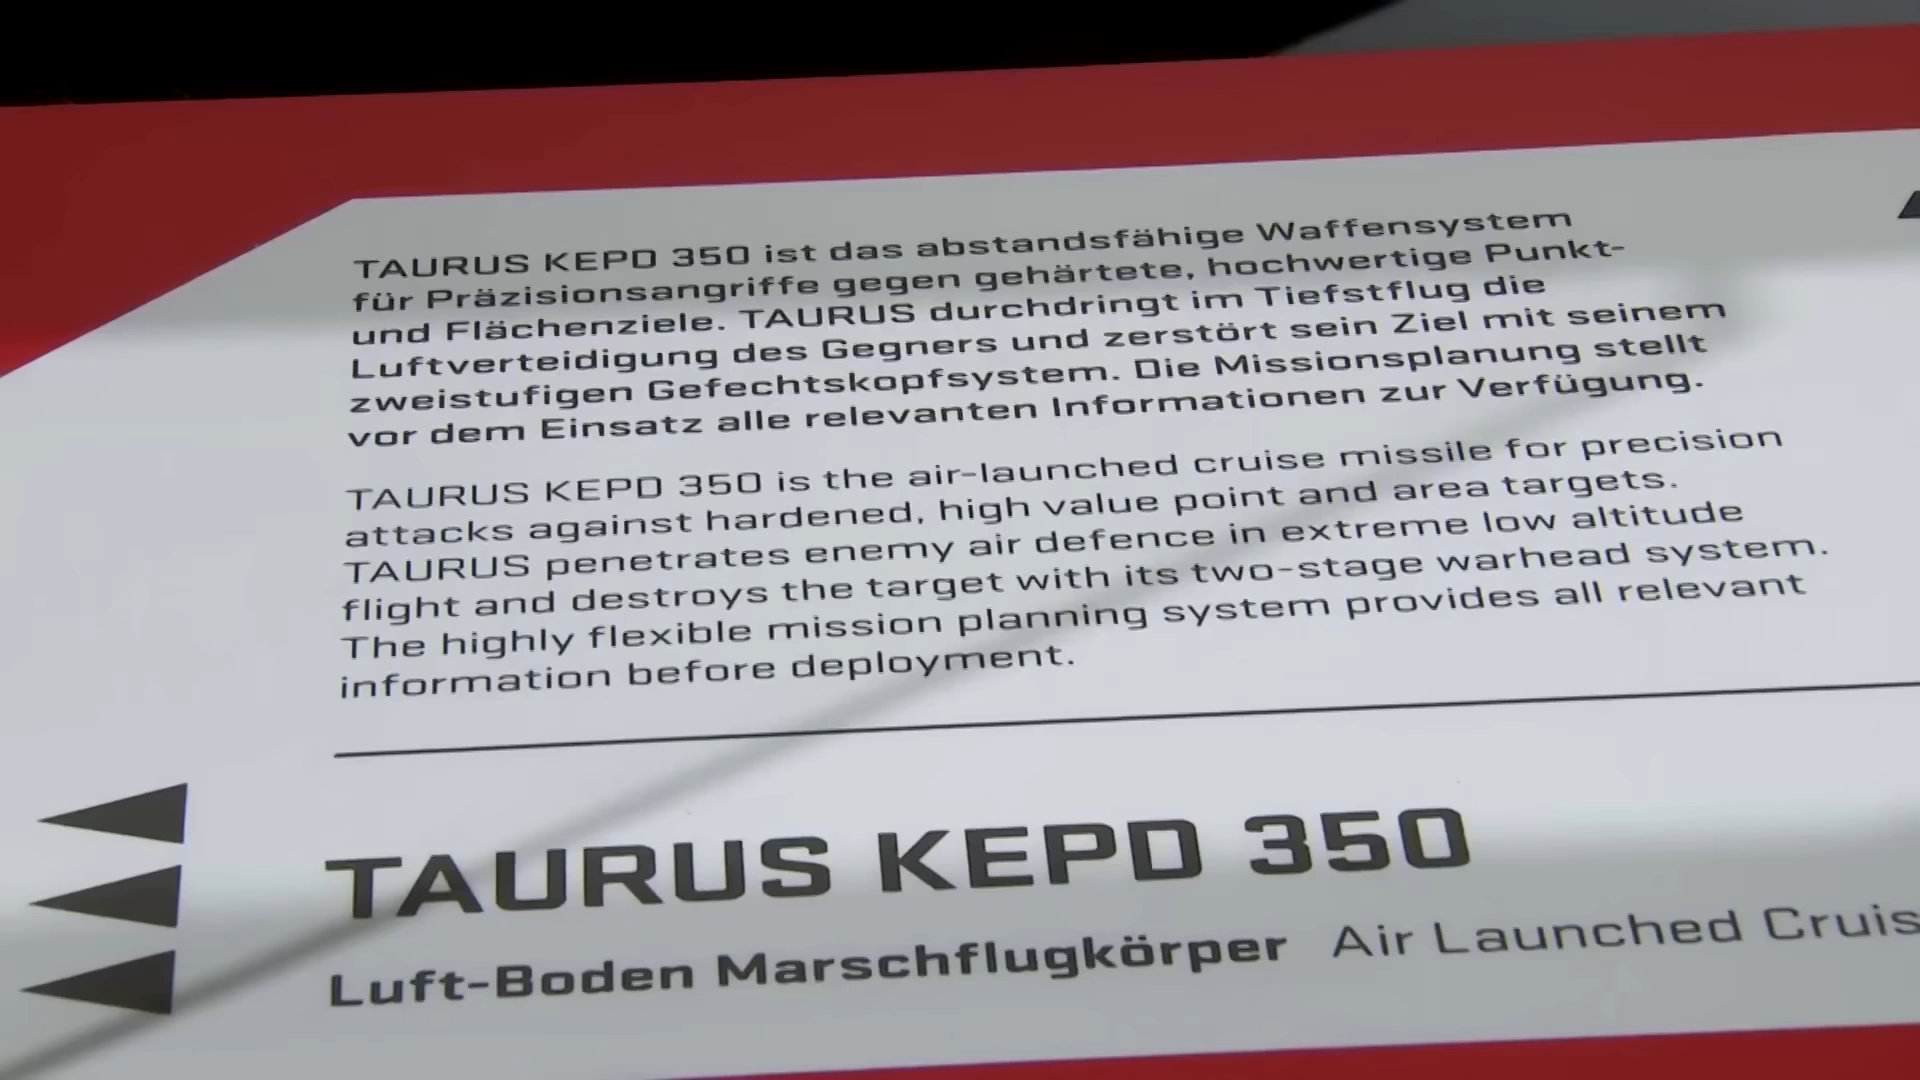 TAURUS KEPD 350 ist das abstandsfähige Waffensystem
für Präzisionsangriffe gegen gehärtete, hochwertige Punkt-
und Flächenziele. TAURUS durchdringt im Tiefstflug die
Luftverteidigung des Gegners und zerstört sein Ziel mit seinem
zweistufigen Gefechtskopfsystem. Die Missionsplanung stellt
vor dem Einsatz alle relevanten Informationen zur Verfügung.
TAURUS KEPD 350 is the air-launched cruise missile for precision
attacks against hardened, high value point and area targets.
TAURUS penetrates enemy air defence in extreme low altitude
flight and destroys the target with its two-stage warhead system.
The highly flexible mission planning system provides all relevant
information before deployment.
TAURUS KEPD 350
Luft-Boden Marschflugkörper Air Launched Cruis